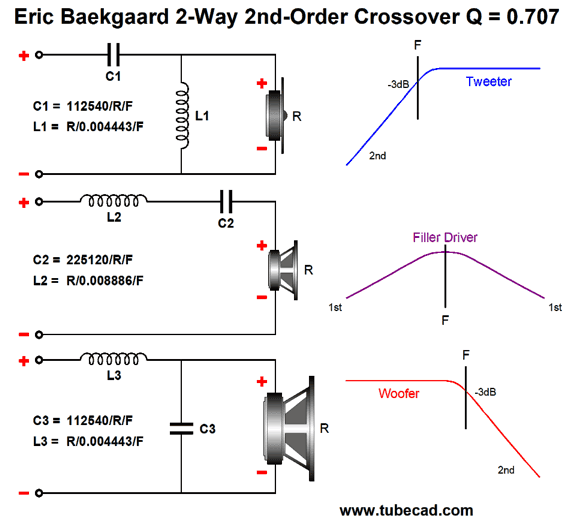 Eric Baekgaard 2-Way 2nd-Order Crossover Q = 0.707
+
C1
C1 = 112540/R/F
L1 = R/0.004443/F
L1
+
R
–
–
F
-3dB
Tweeter
2nd
+
L2
C2
C2 = 225120/R/F
L2 = R/0.008886/F
+
R
–
–
Filler Driver
1st
1st
F
+
L3
C3 = 112540/R/F
L3 = R/0.004443/F
C3
+
R
–
–
F
-3dB
Woofer
2nd
www.tubecad.com